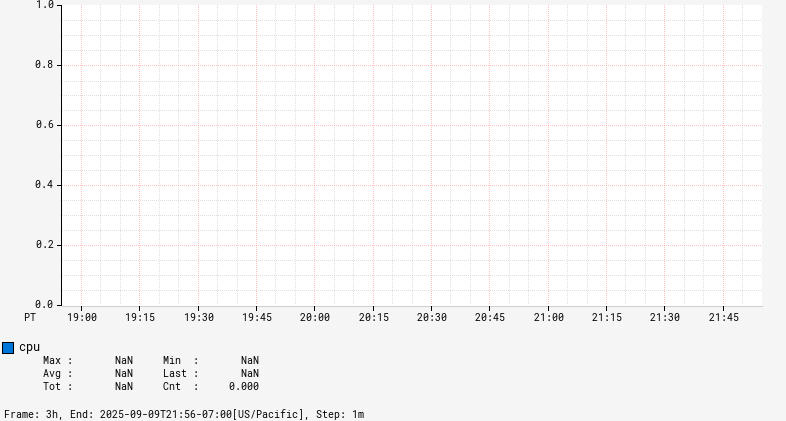 1.0
0.8
0.6
0.4
0.2
0.0
PT 19:00 19:15 19:30 19:45 20:00 20:15 20:30 20:45 21:00 21:15 21:30 21:45
cpu
Max : NaN Min : NaN
Avg : NaN Last : NaN
Tot : NaN Cnt : 0.000
Frame: 3h, End: 2025-09-09T21:56-07:00[US/Pacific], Step: 1m